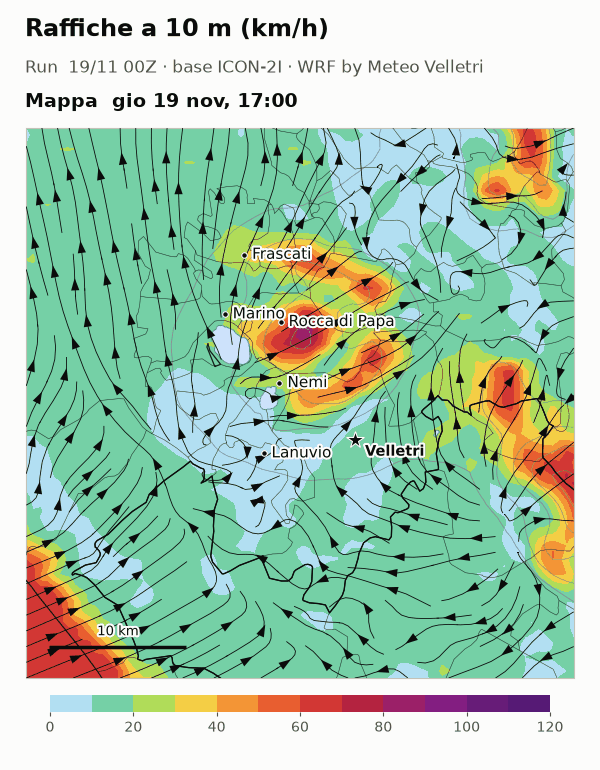 Raffiche a 10 m (km/h)
Run 19/11 00Z · base ICON-2I · WRF by Meteo Velletri
Mappa gio 19 nov, 17:00
Frascati
Marino
Rocca di Papa
Nemi
Velletri
Lanuvio
10 km
0 20 40 60 80 100 120